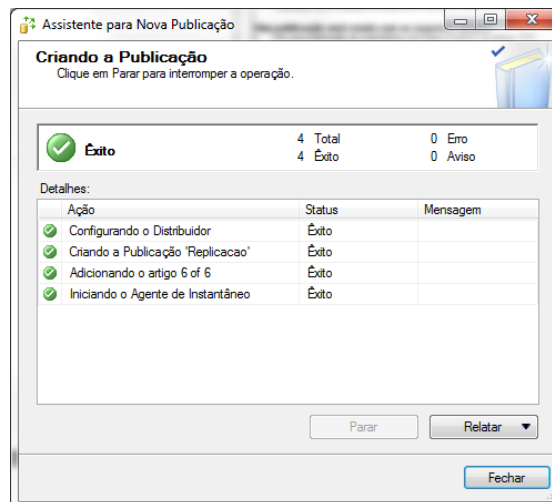 Assistente para Nova Publicação
Criando a Publicação
Clique em Parar para interromper a operação.
Êxito
4 Total 0 Erro
4 Êxito 0 Aviso
Detalhes:
Ação Status Mensagem
Configurando o Distribuidor Êxito
Criando a Publicação 'Replicacao' Êxito
Adicionando o artigo 6 of 6 Êxito
Iniciando o Agente de Instantâneo Êxito
Parar Relatar
Fechar